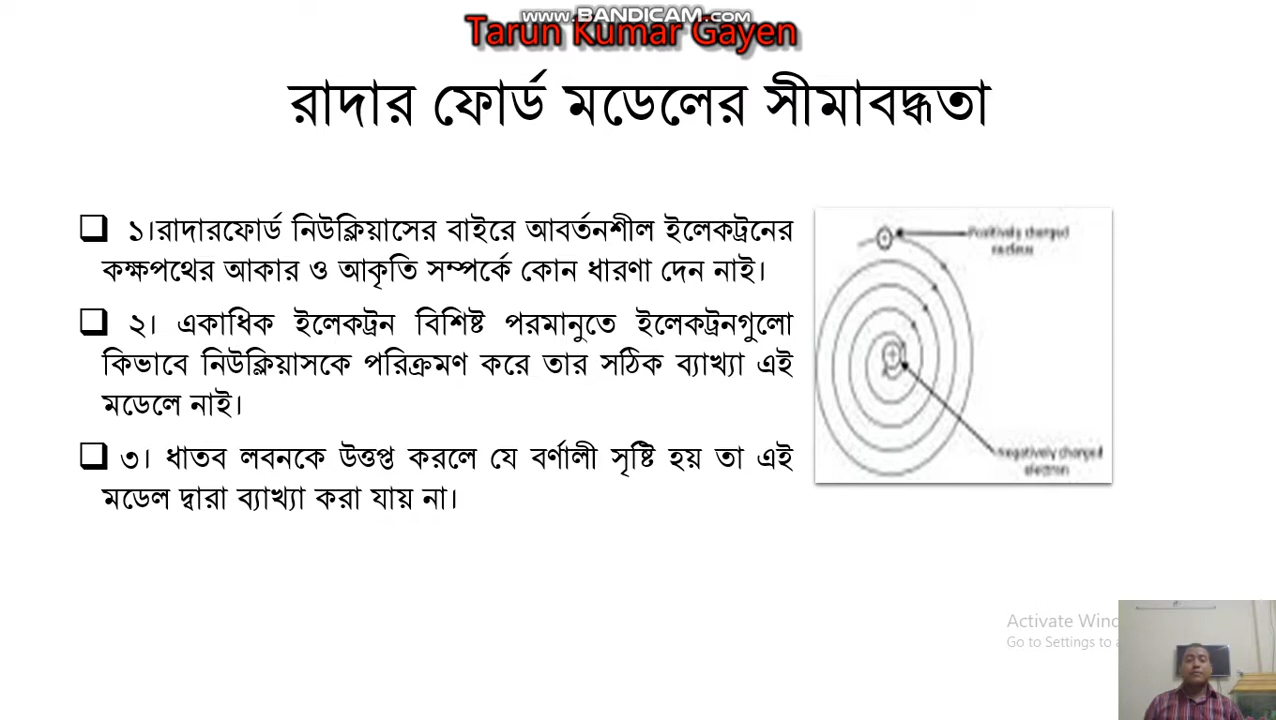 www.BANDICAM.com
Tarun Kumar Gayen
রাদার ফোর্ড মডেলের সীমাবদ্ধতা
১।রাদারফোর্ড নিউক্লিয়াসের বাইরে আবর্তনশীল ইলেকট্রনের
কক্ষপথের আকার ও আকৃতি সম্পর্কে কোন ধারণা দেন নাই।
২। একাধিক ইলেকট্রন বিশিষ্ট পরমানুতে ইলেকট্রনগুলো
কিভাবে নিউক্লিয়াসকে পরিক্রমণ করে তার সঠিক ব্যাখ্যা এই
মডেলে নাই।
৩। ধাতব লবনকে উত্তপ্ত করলে যে বর্ণালী সৃষ্টি হয় তা এই
মডেল দ্বারা ব্যাখ্যা করা যায় না।
Positively charged
nucleus
Negatively charged
electron
Activate Winc
Go to Settings to